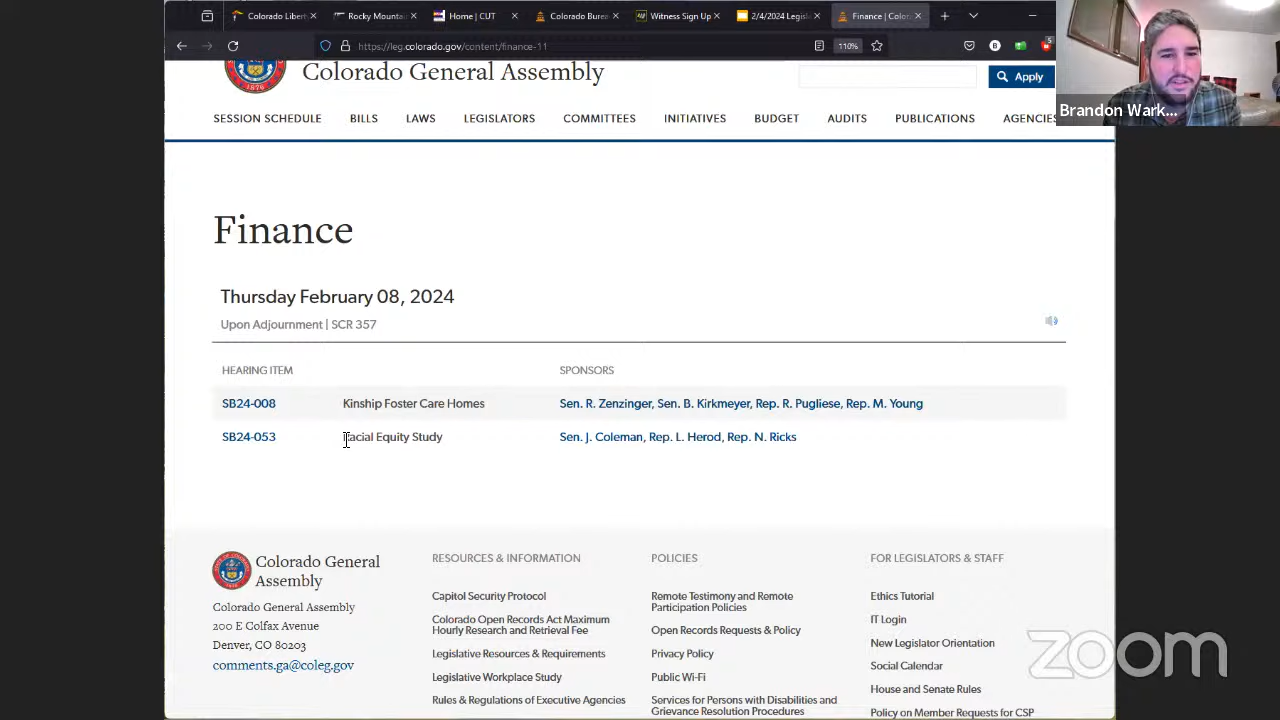 Colorado Libert
Rocky Mountai
Home | CUT
Colorado Burea
Witness Sign Up
2/4/2024 Legisl
Finance | Color
https://leg.colorado.gov/content/finance-11
110%
Brandon Wark...
Colorado General Assembly
Apply
SESSION SCHEDULE BILLS LAWS LEGISLATORS COMMITTEES INITIATIVES BUDGET AUDITS PUBLICATIONS AGENCIES
Finance
Thursday February 08, 2024
Upon Adjournment | SCR 357
HEARING ITEM SPONSORS
SB24-008 Kinship Foster Care Homes Sen. R. Zenzinger, Sen. B. Kirkmeyer, Rep. R. Pugliese, Rep. M. Young
SB24-053 Racial Equity Study Sen. J. Coleman, Rep. L. Herod, Rep. N. Ricks
Colorado General
Assembly
Colorado General Assembly
200 E Colfax Avenue
Denver, CO 80203
comments.ga@coleg.gov
RESOURCES & INFORMATION
Capitol Security Protocol
Colorado Open Records Act Maximum
Hourly Research and Retrieval Fee
Legislative Resources & Requirements
Legislative Workplace Study
Rules & Regulations of Executive Agencies
POLICIES
Remote Testimony and Remote
Participation Policies
Open Records Requests & Policy
Privacy Policy
Public Wi-Fi
Services for Persons with Disabilities and
Grievance Resolution Procedures
FOR LEGISLATORS & STAFF
Ethics Tutorial
IT Login
New Legislator Orientation
Social Calendar
House and Senate Rules
Policy on Member Requests for CSP
zoom